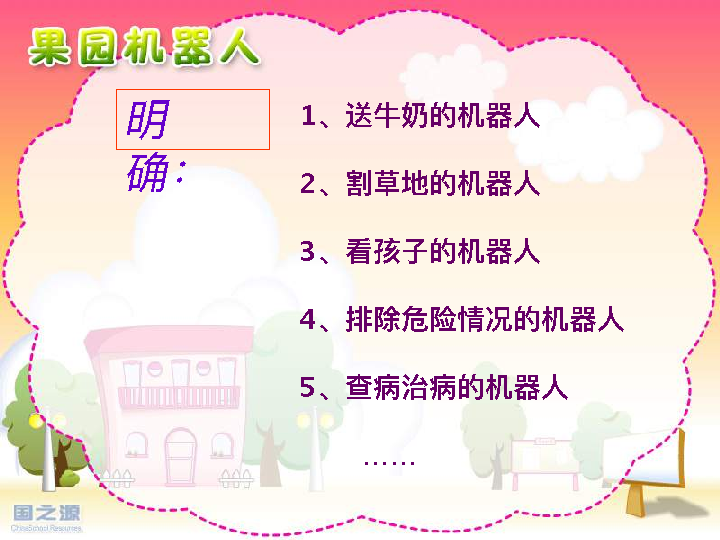 果园机器人
明
确：
1、送牛奶的机器人
2、割草地的机器人
3、看孩子的机器人
4、排除危险情况的机器人
5、查病治病的机器人
……
国之源
ChinaSchool Resources